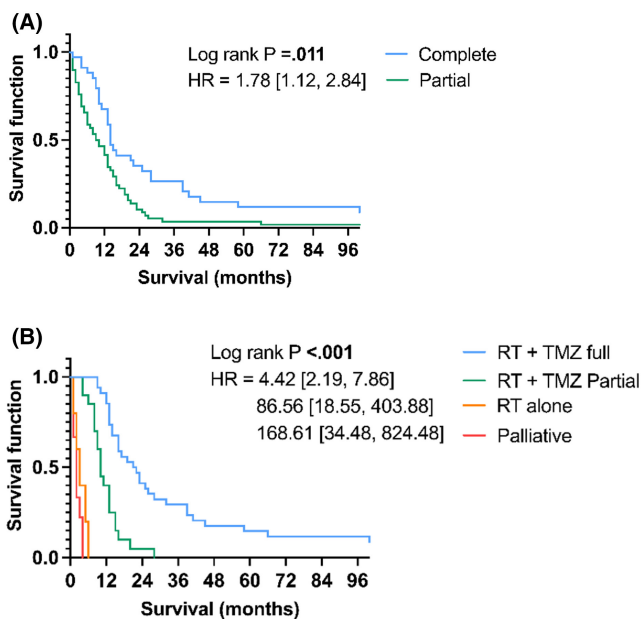 (A)
Log rank P =.011
HR = 1.78 [1.12, 2.84]
Complete
Partial
Survival function
1.0
0.5
0.0
0 12 24 36 48 60 72 84 96
Survival (months)
(B)
Log rank P <.001
HR = 4.42 [2.19, 7.86]
86.56 [18.55, 403.88]
168.61 [34.48, 824.48]
RT + TMZ full
RT + TMZ Partial
RT alone
Palliative
Survival function
1.0
0.5
0.0
0 12 24 36 48 60 72 84 96
Survival (months)